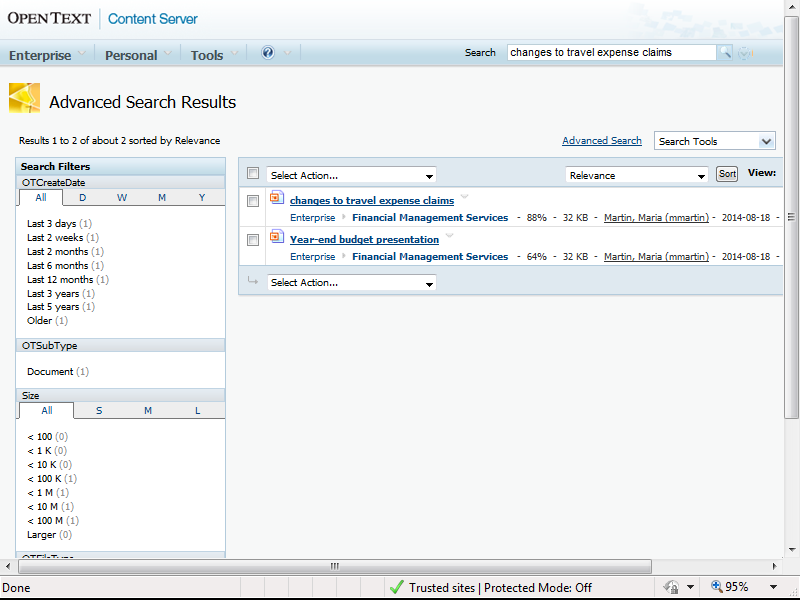 OPENTEXT | Content Server
Enterprise Personal Tools ? Search changes to travel expense claims
Advanced Search Results
Results 1 to 2 of about 2 sorted by Relevance Advanced Search Search Tools
Search Filters
OTCreateDate
All D W M Y
Last 3 days (1)
Last 2 weeks (1)
Last 2 months (1)
Last 6 months (1)
Last 12 months (1)
Last 3 years (1)
Last 5 years (1)
Older (1)
OTSubType
Document (1)
Size
All S M L
< 100 (0)
< 1 K (0)
< 10 K (0)
< 100 K (1)
< 1 M (1)
< 10 M (1)
< 100 M (1)
Larger (0)
OTFileType
Select Action... Relevance Sort View:
changes to travel expense claims
Enterprise Financial Management Services - 88% - 32 KB - Martin, Maria (mmartin) - 2014-08-18 -
Year-end budget presentation
Enterprise Financial Management Services - 64% - 32 KB - Martin, Maria (mmartin) - 2014-08-18 -
Select Action...
Done Trusted sites | Protected Mode: Off 95%